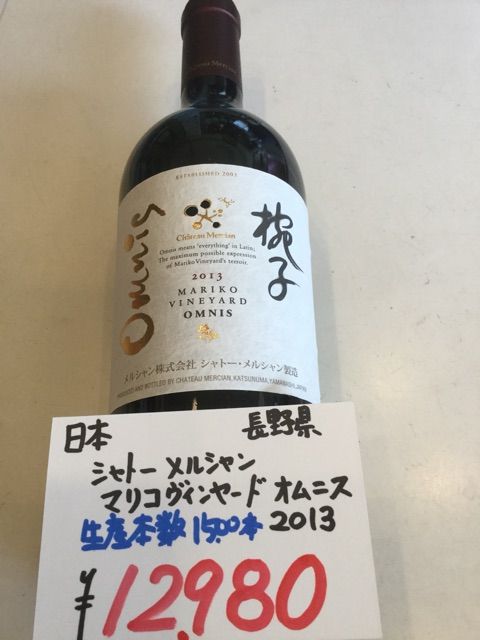 ESTABLISHED 2003
Omnis
椀子
Château Mercian
Omnis means 'everything' in Latin;
The maximum possible expression
of Mariko Vineyard's terroir.
2013
MARIKO
VINEYARD
OMNIS
メルシャン株式会社 シャトー・メルシャン製造
PRODUCED AND BOTTLED BY CHATEAU MERCIAN, KATSUNUMA, YAMANASHI, JAPAN
日本 長野県
シャトー メルシャン
マリコヴィンヤード オムニス
生産本数1500本 2013
¥12,980